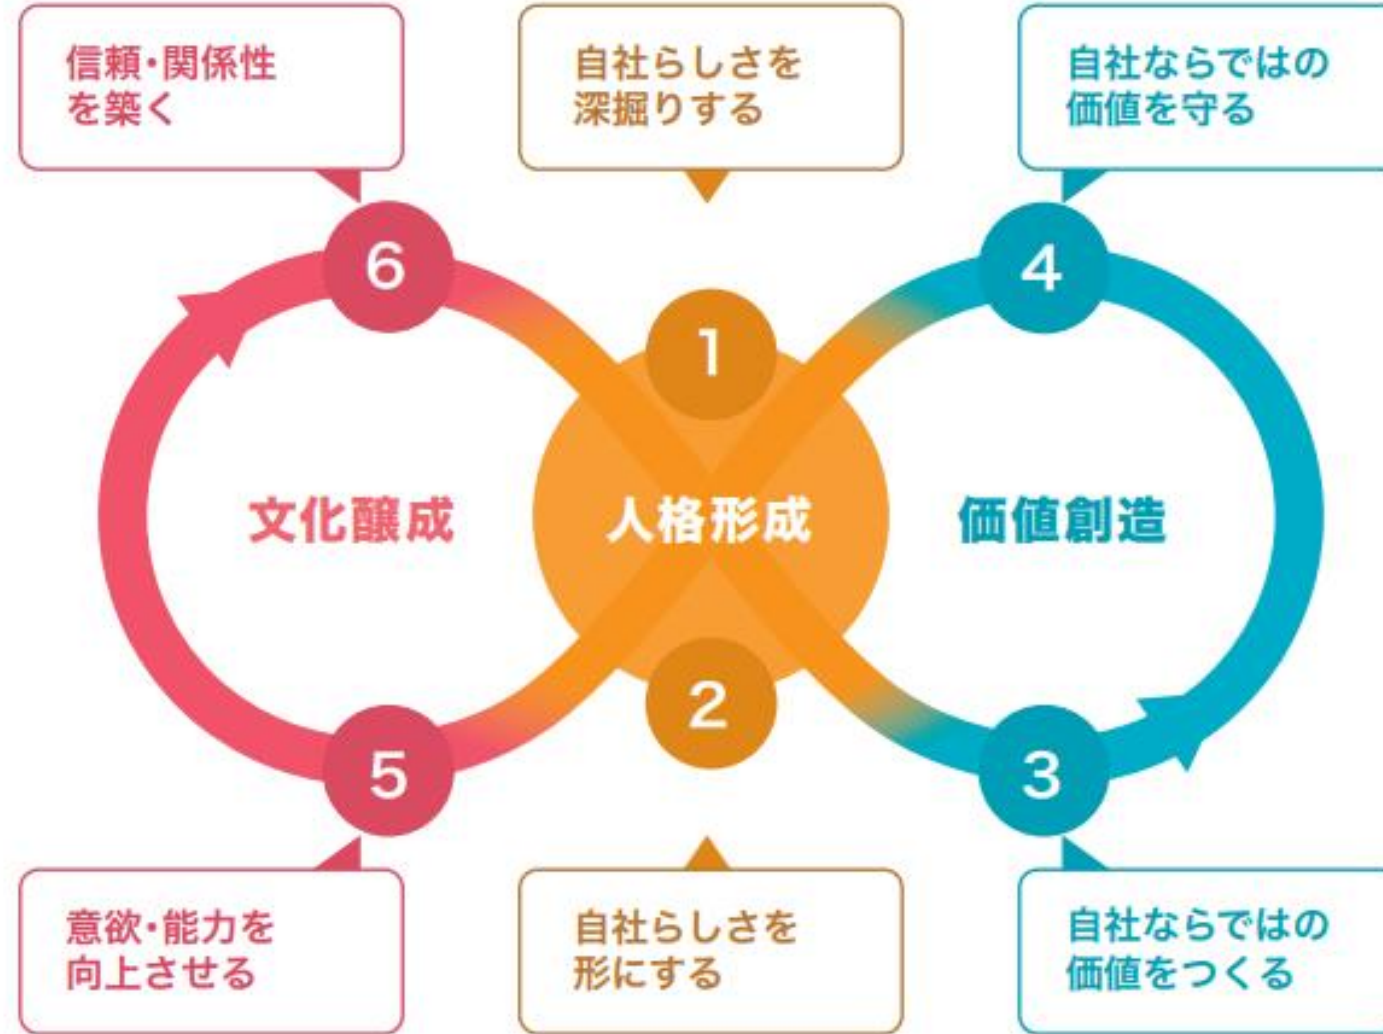 信頼・関係性
を築く
自社らしさを
深掘りする
自社ならではの
価値を守る
6
4
1
文化醸成
人格形成
価値創造
2
5
3
意欲・能力を
向上させる
自社らしさを
形にする
自社ならではの
価値をつくる